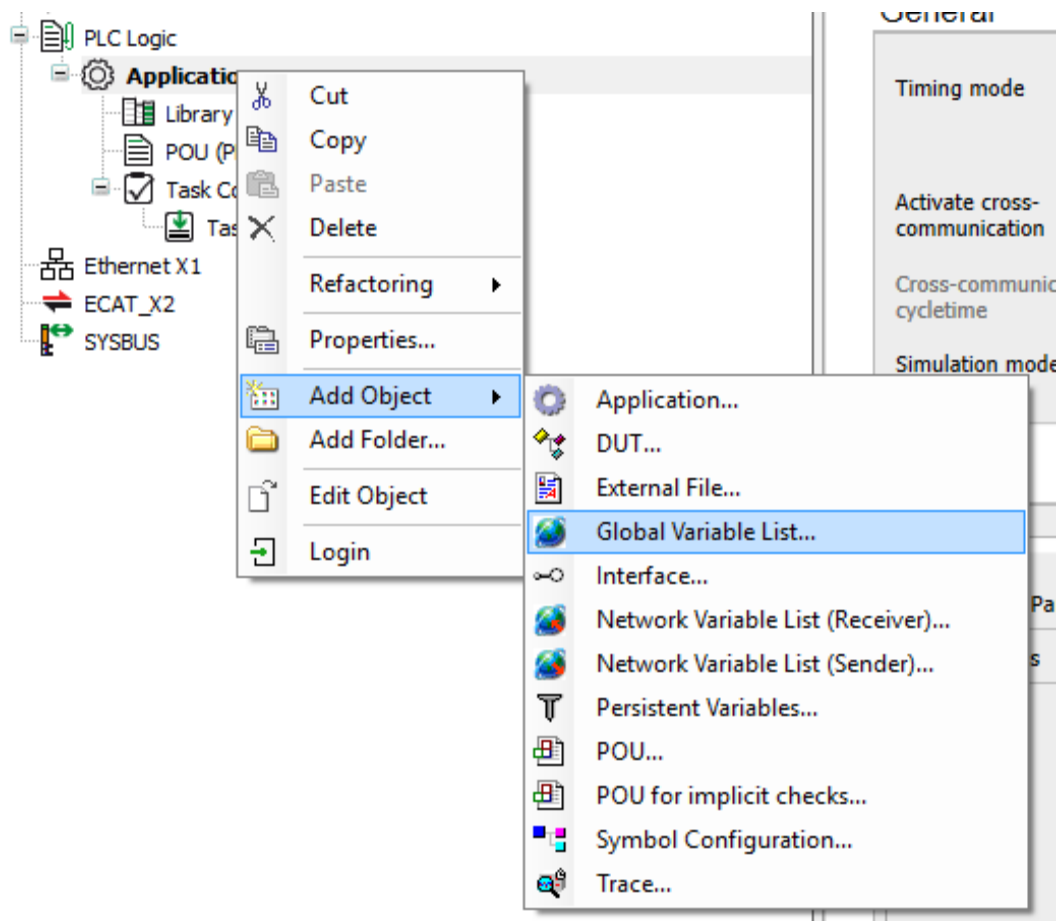 General
PLC Logic
Applicatio
Library
POU (P
Task Co
Tas
Ethernet X1
ECAT_X2
SYSBUS
Cut
Copy
Paste
Delete
Refactoring
Properties...
Add Object
Add Folder...
Edit Object
Login
Application...
DUT...
External File...
Global Variable List...
Interface...
Network Variable List (Receiver)...
Network Variable List (Sender)...
Persistent Variables...
POU...
POU for implicit checks...
Symbol Configuration...
Trace...
Timing mode
Activate cross-
communication
Cross-communic
cycletime
Simulation mode
Pa
s